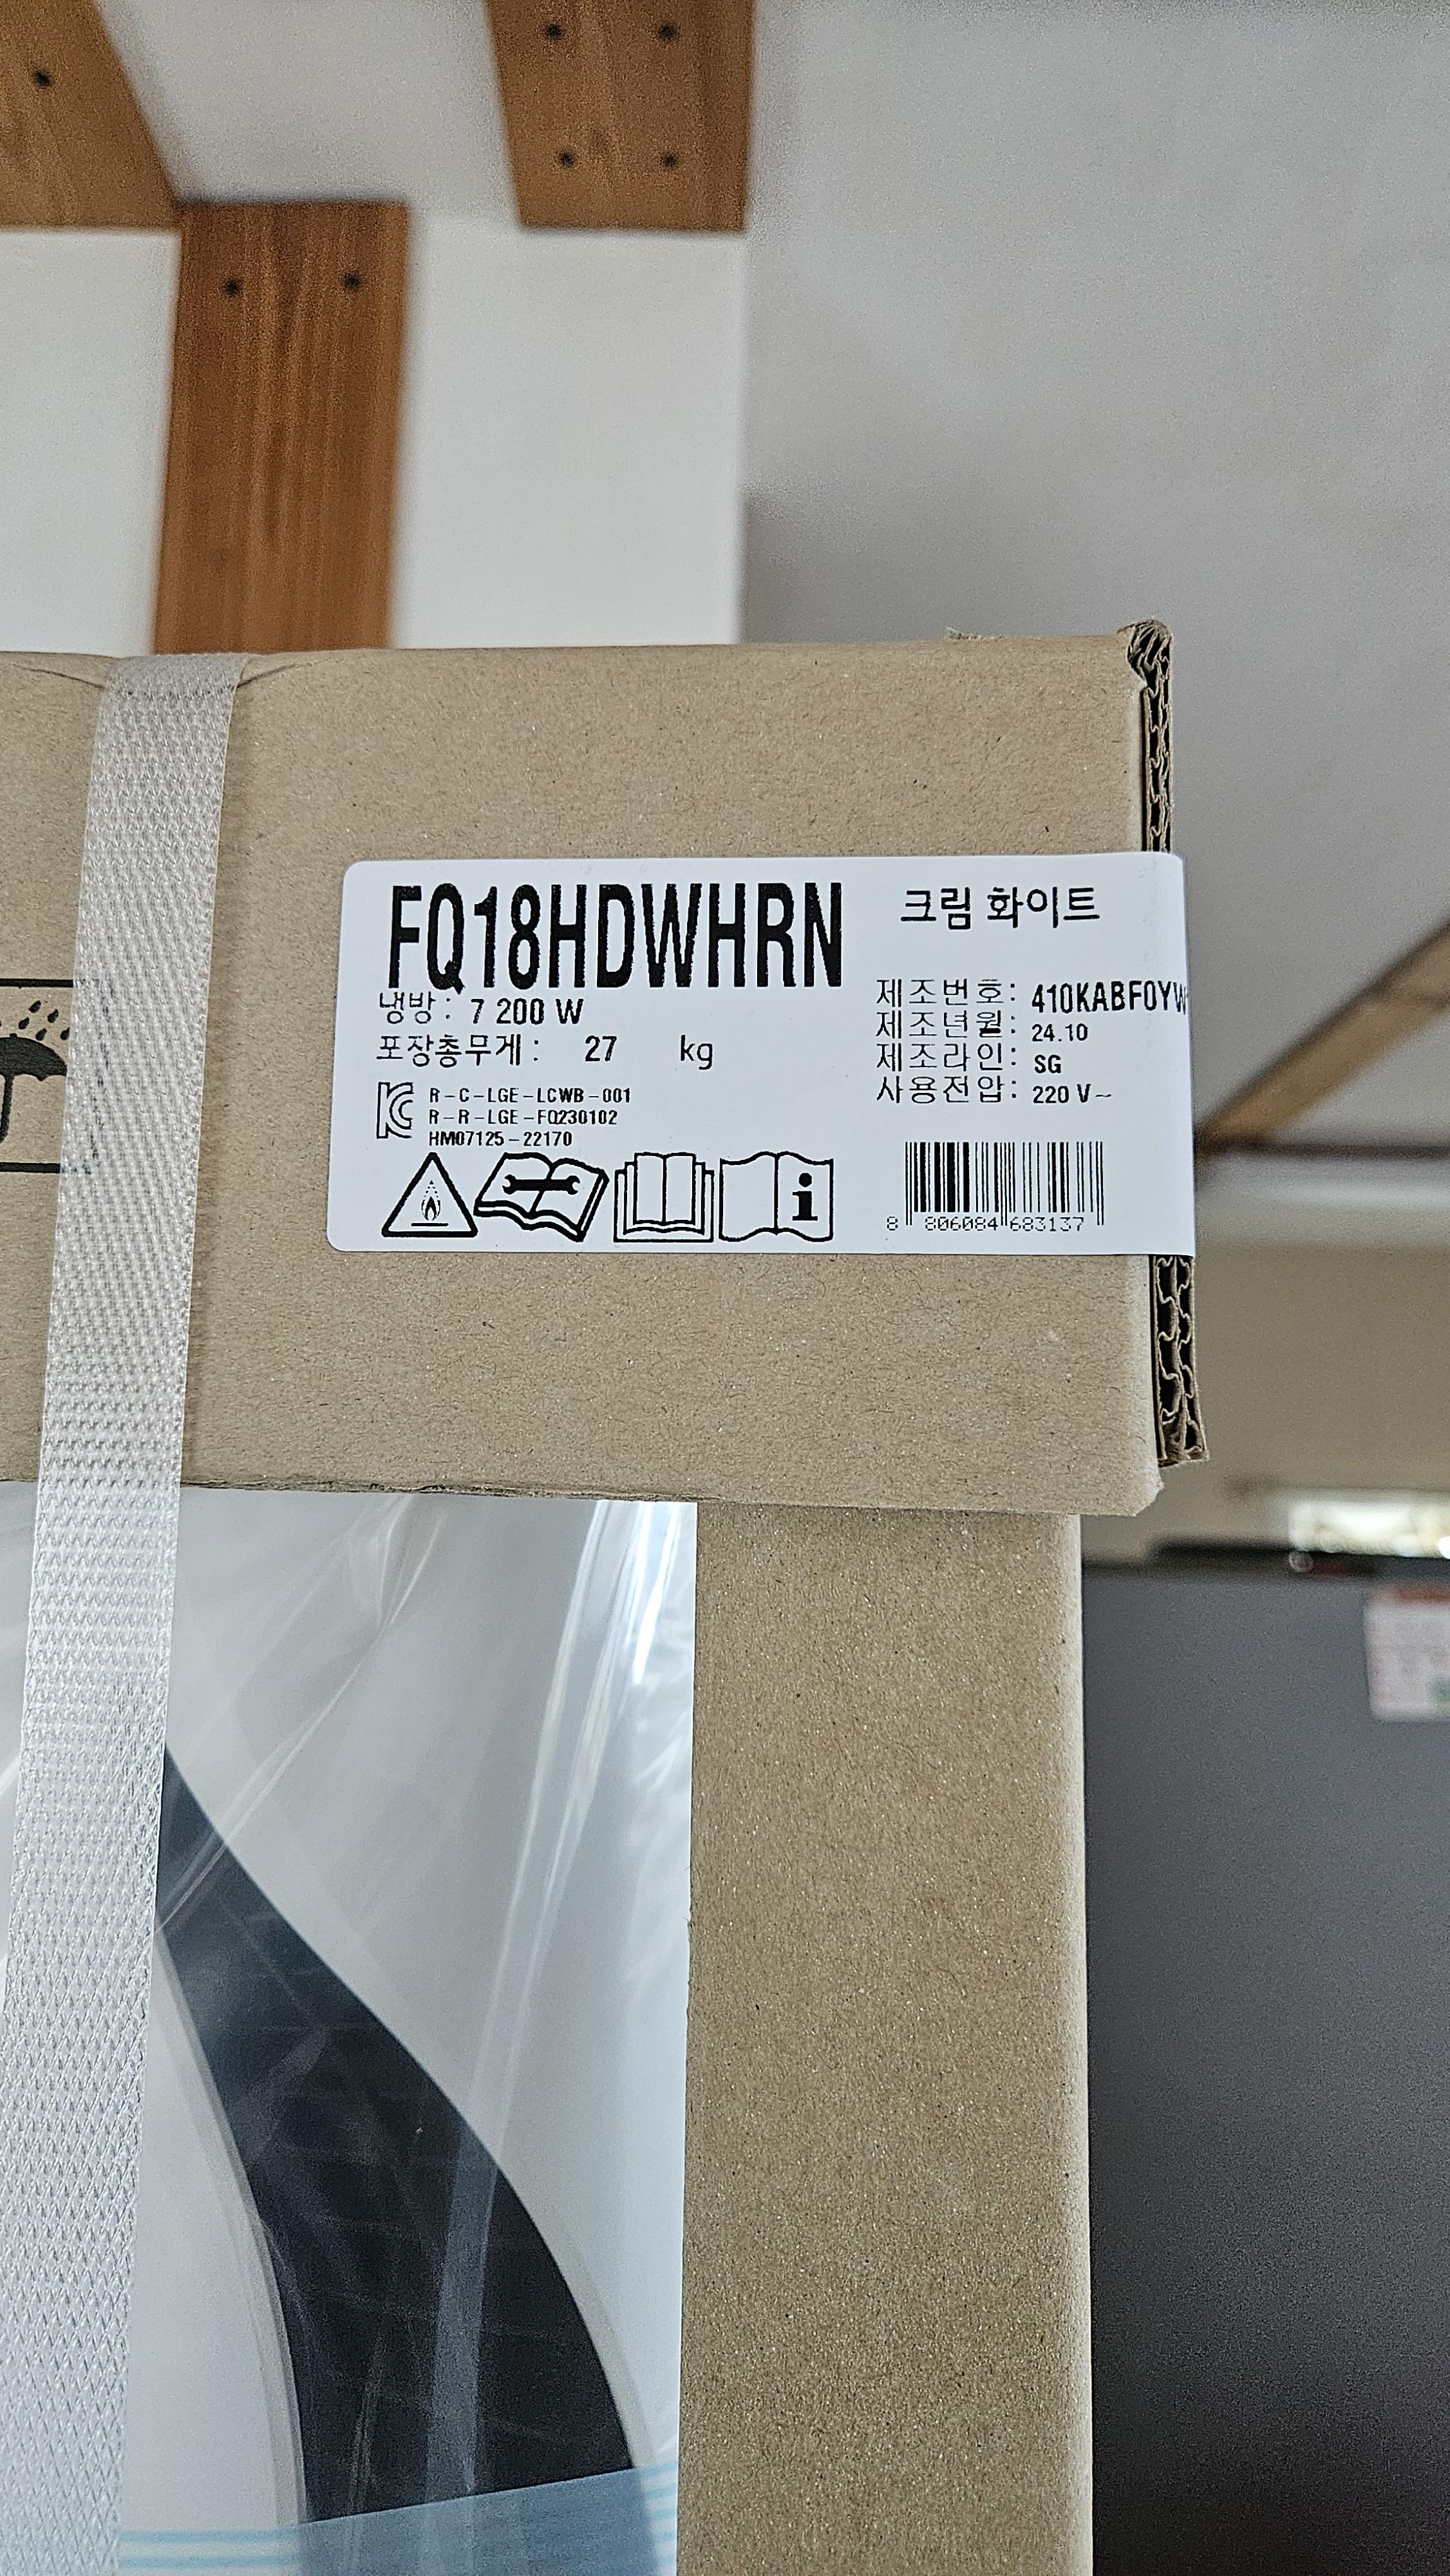 FQ18HDWHRN
크림 화이트
냉방: 7 200 W
포장총무게: 27 kg
R-C-LGE-LCWB-001
R-R-LGE-FQ230102
HM07125-22170
제조번호:
제조년월: 24.10
제조라인: SG
사용전압: 220 V~
8 806084 683137